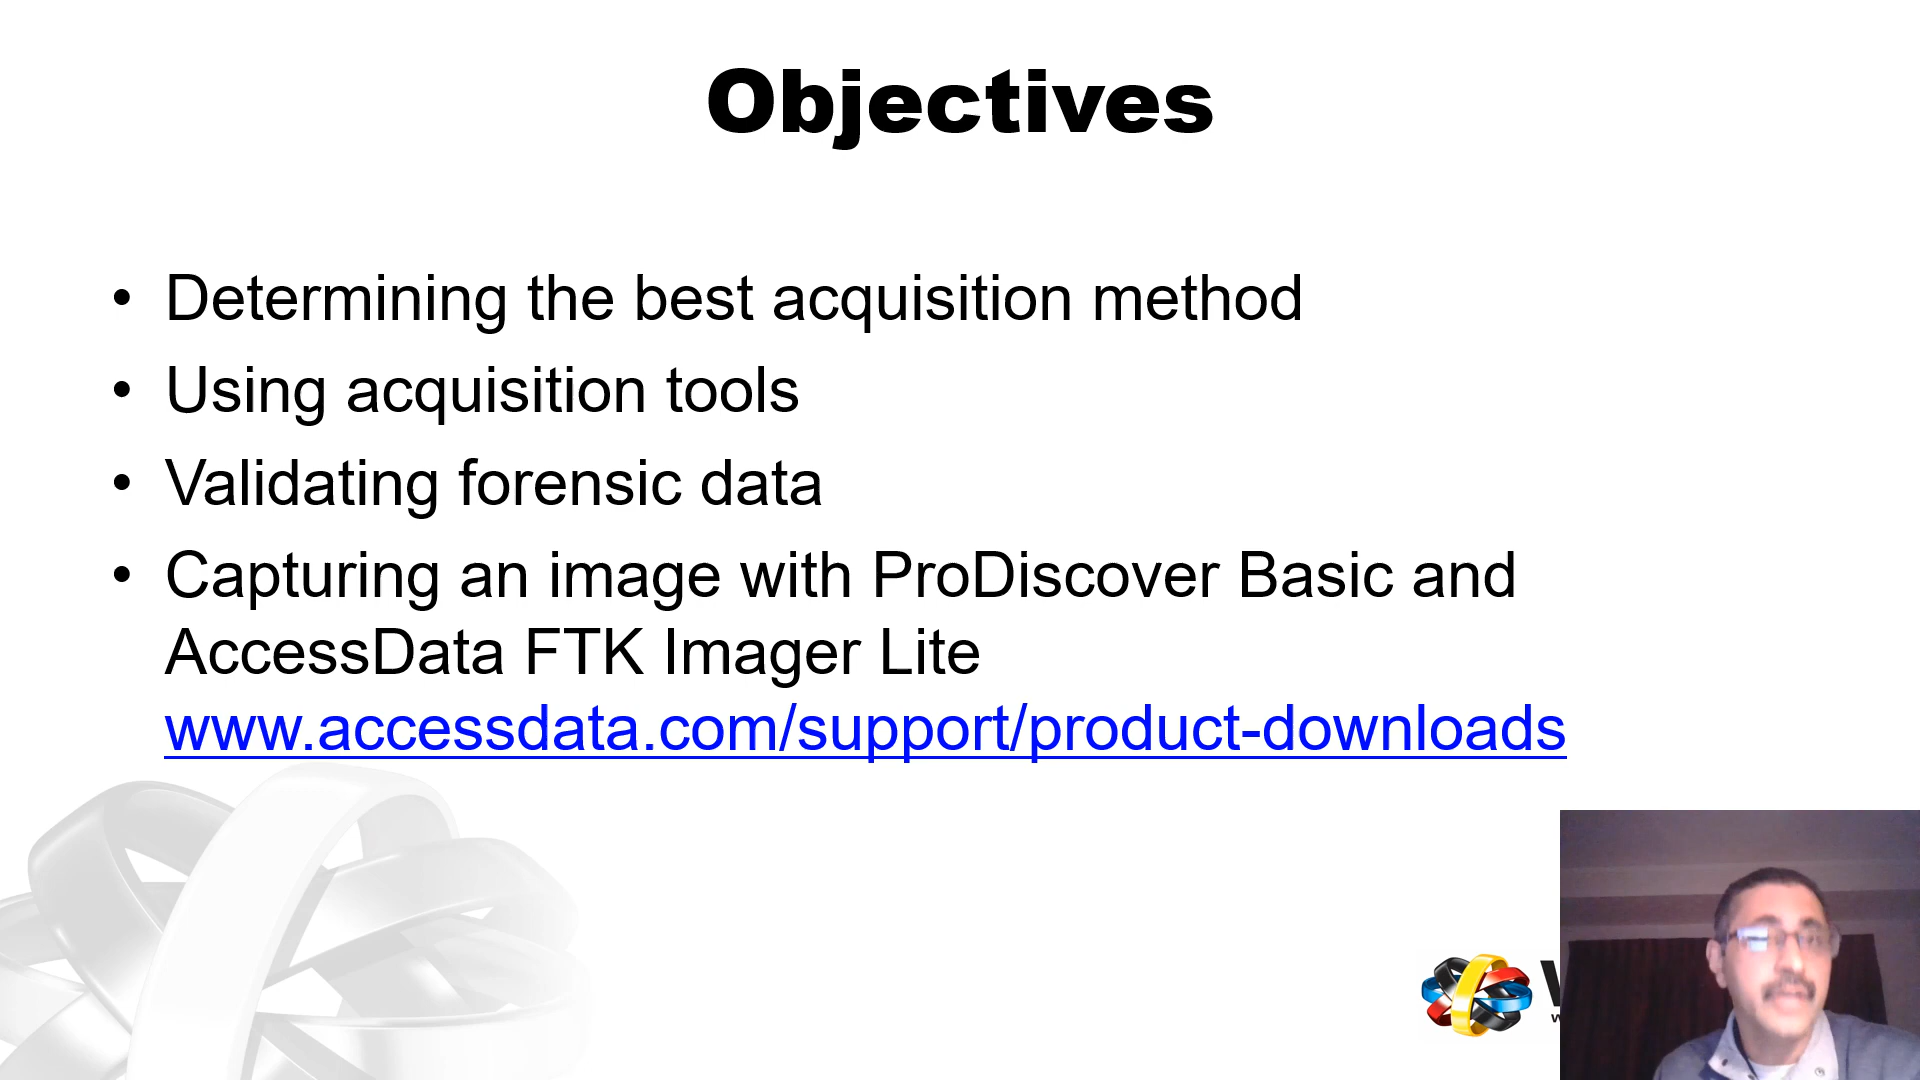 Objectives
• Determining the best acquisition method
• Using acquisition tools
• Validating forensic data
• Capturing an image with ProDiscover Basic and
AccessData FTK Imager Lite
www.accessdata.com/support/product-downloads